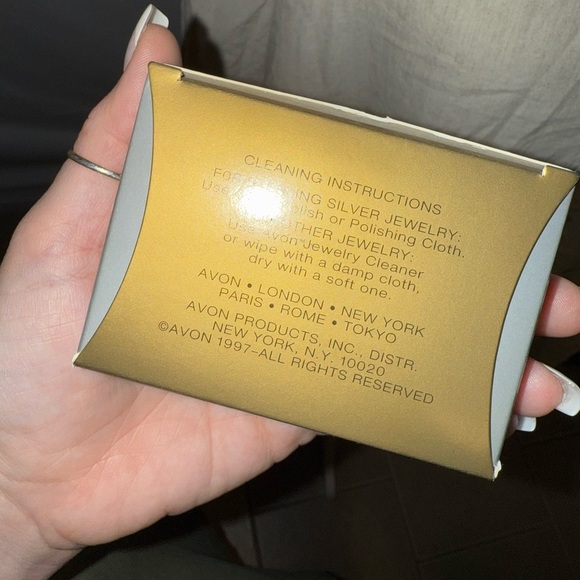 CLEANING INSTRUCTIONS
FOR SILVER JEWELRY:
Use or Polishing Cloth.
JEWELRY:
Use Avon Jewelry Cleaner
or wipe with a damp cloth,
dry with a soft one.
AVON • LONDON • NEW YORK
PARIS • ROME • TOKYO
AVON PRODUCTS, INC., DISTR.
NEW YORK, N.Y. 10020
©AVON 1997–ALL RIGHTS RESERVED